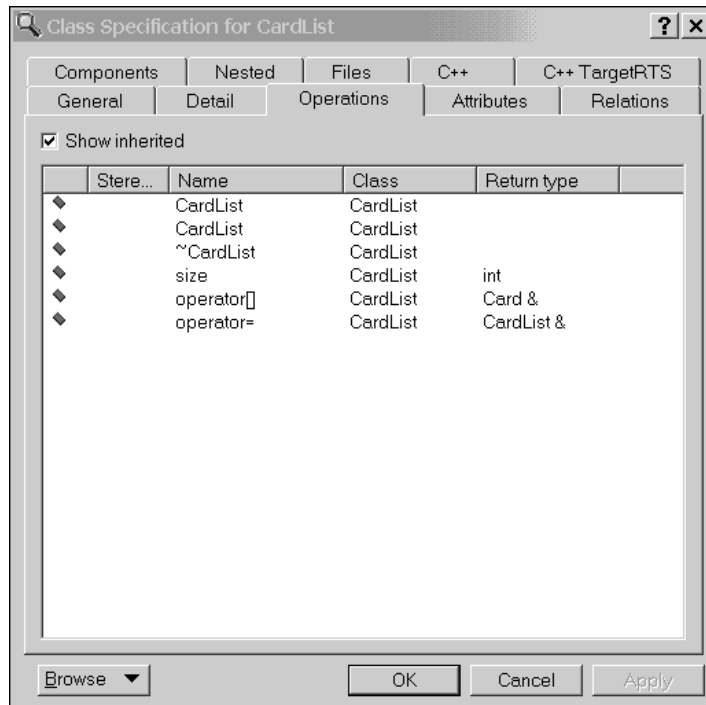 Class Specification for CardList ? x
Components Nested Files C++ C++ TargetRTS
General Detail Operations Attributes Relations
Show inherited
Stere... Name Class Return type
CardList CardList
CardList CardList
~CardList CardList
size CardList int
operator[] CardList Card &
operator= CardList CardList &
Browse OK Cancel Apply